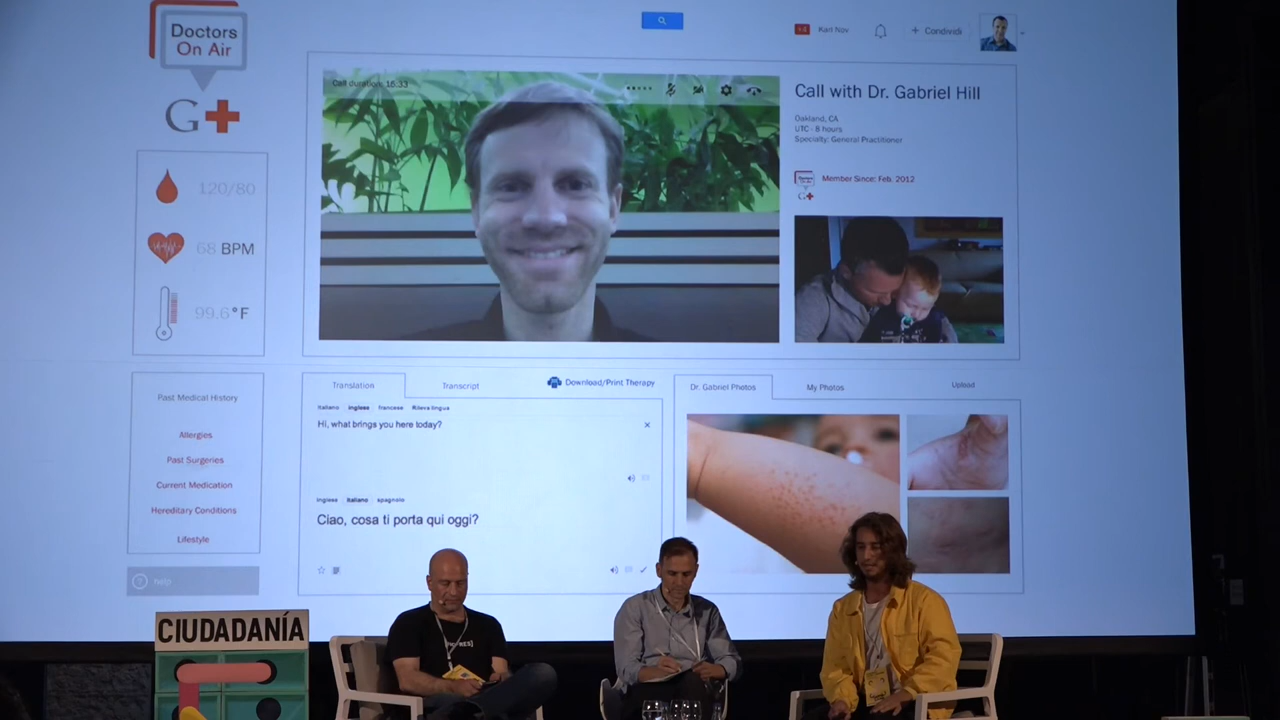 Doctors
On Air
G+
120/80
68 BPM
99.6°F
Past Medical History
Allergies
Past Surgeries
Current Medication
Hereditary Conditions
Lifestyle
help
+4 Kari Nov
+ Condividi
Call duration: 16:33
Call with Dr. Gabriel Hill
Oakland, CA
UTC - 8 hours
Specialty: General Practitioner
Member Since: Feb. 2012
Translation
Transcript
Download/Print Therapy
italiano inglese francese Rileva lingua
Hi, what brings you here today?
inglese italiano spagnolo
Ciao, cosa ti porta qui oggi?
Dr. Gabriel Photos
My Photos
Upload
CIUDADANÍA